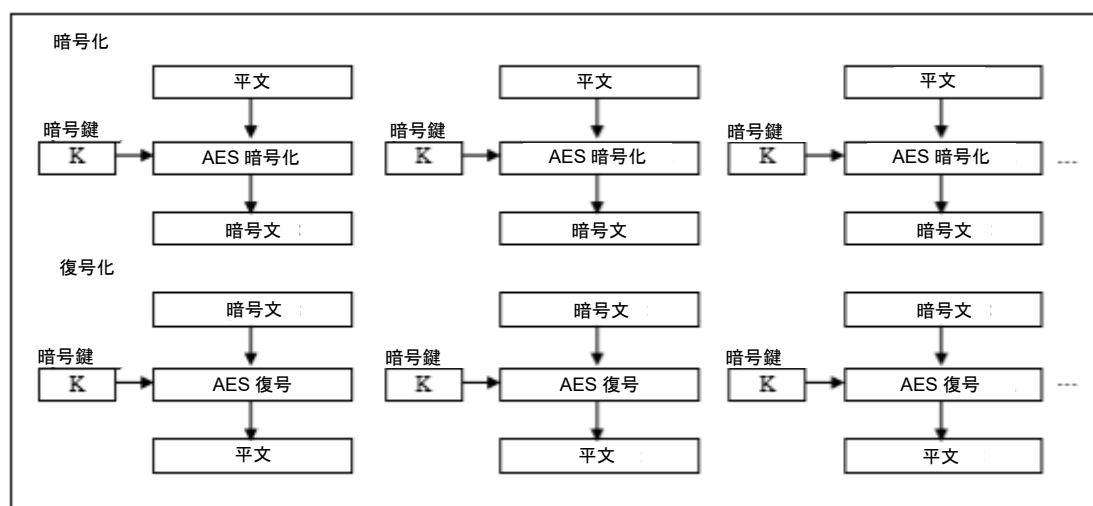 暗号化
平文 平文 平文
暗号鍵 暗号鍵 暗号鍵
K AES 暗号化 K AES 暗号化 K AES 暗号化 ---
暗号文 暗号文 暗号文
復号化
暗号文 暗号文 暗号文
暗号鍵 暗号鍵 暗号鍵
K AES 復号 K AES 復号 K AES 復号 ---
平文 平文 平文